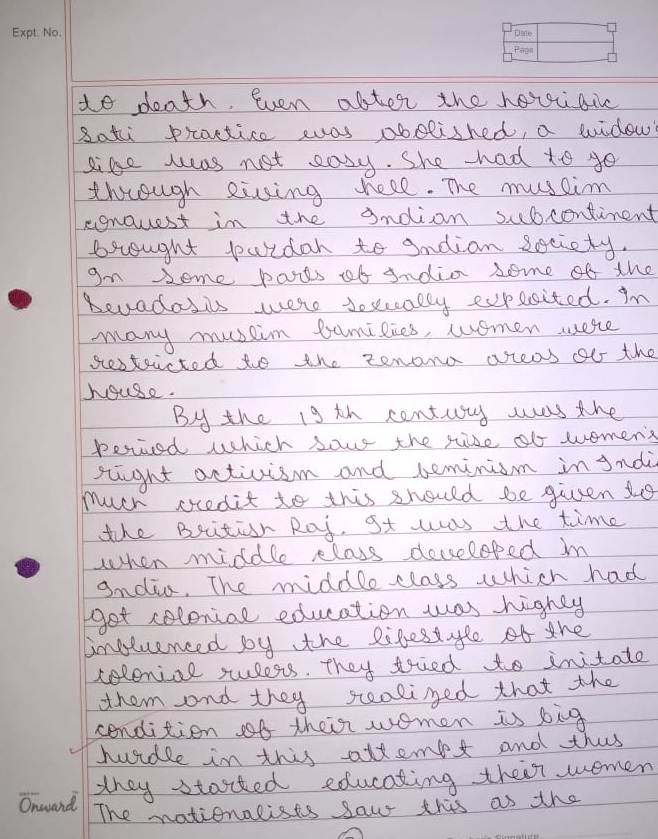 Expt. No.
Date
Page
to death. Even after the horrific
sati practice was abolished, a widow's
life was not easy. She had to go
through living hell. The muslim
conquest in the Indian subcontinent
brought purdah to Indian society.
In some parts of India some of the
Devadasis were sexually exploited. In
many muslim families, women were
restricted to the zenana areas of the
house.
By the 19 th century was the
period which saw the rise of women's
right activism and feminism in Indi
Much credit to this should be given to
the British Raj. It was the time
when middle class developed in
India. The middle class which had
got colonial education was highly
influenced by the lifestyle of the
colonial rulers. They tried to initate
them and they realized that the
condition of their women is big
hurdle in this attempt and thus
they started educating their women
The nationalists saw this as the
Onward
Signature